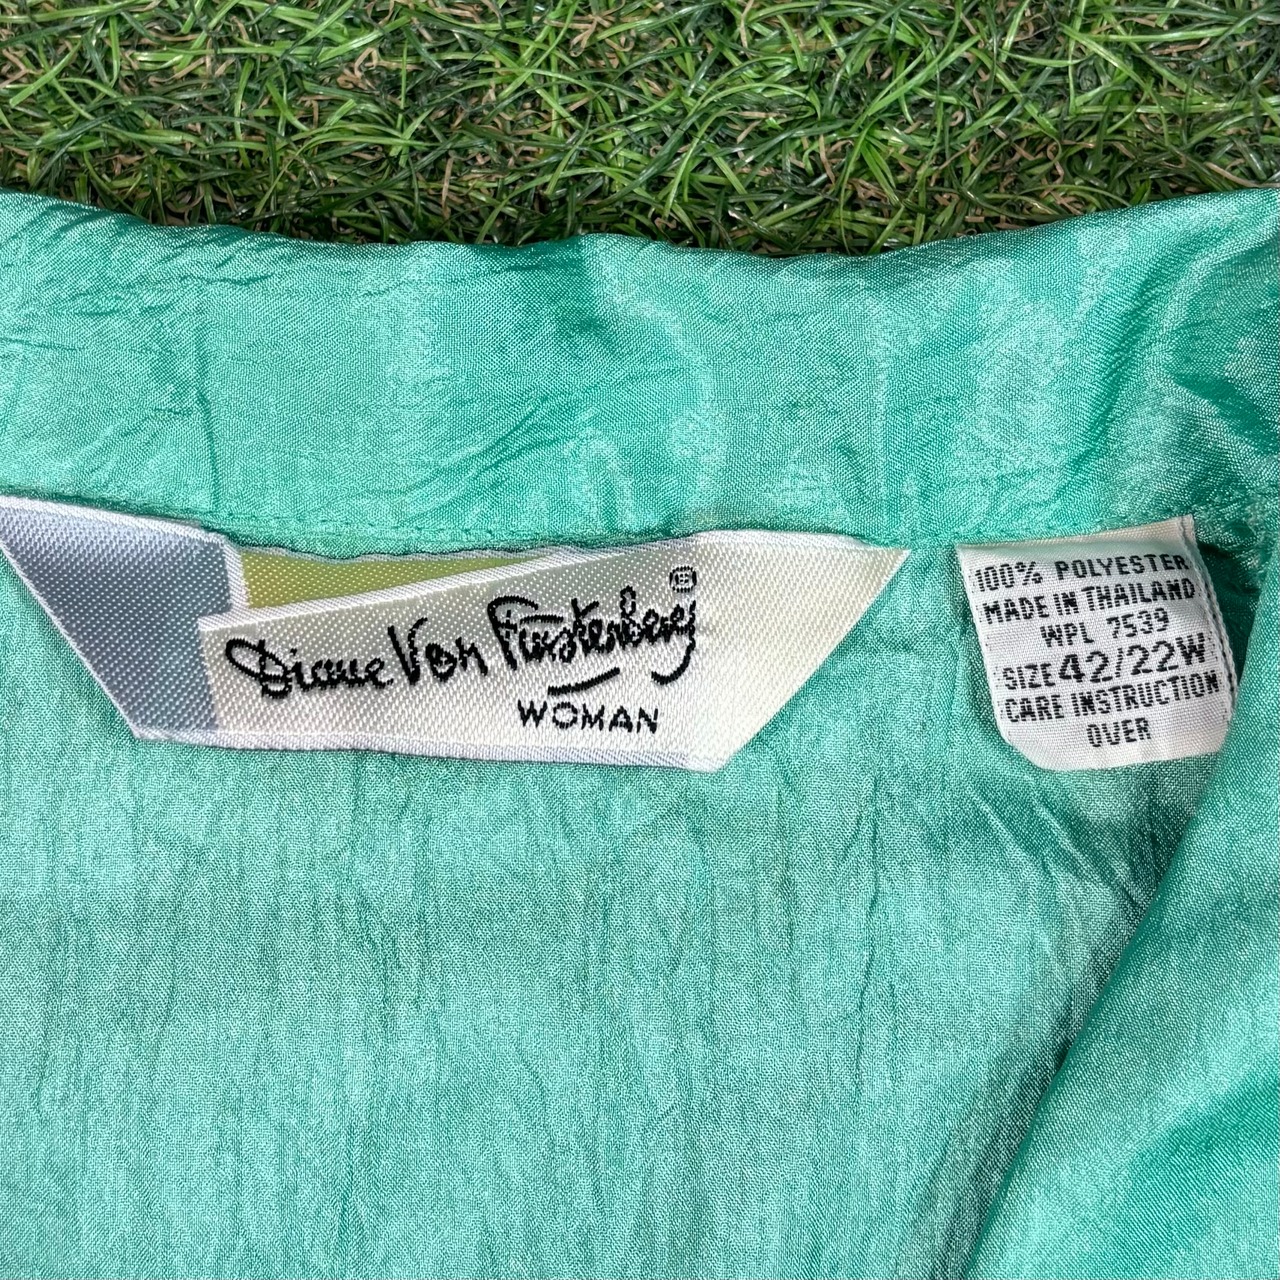 Diane Von Furstenberg®
WOMAN
100% POLYESTER
MADE IN THAILAND
WPL 7539
SIZE 42/22W
CARE INSTRUCTION
OVER